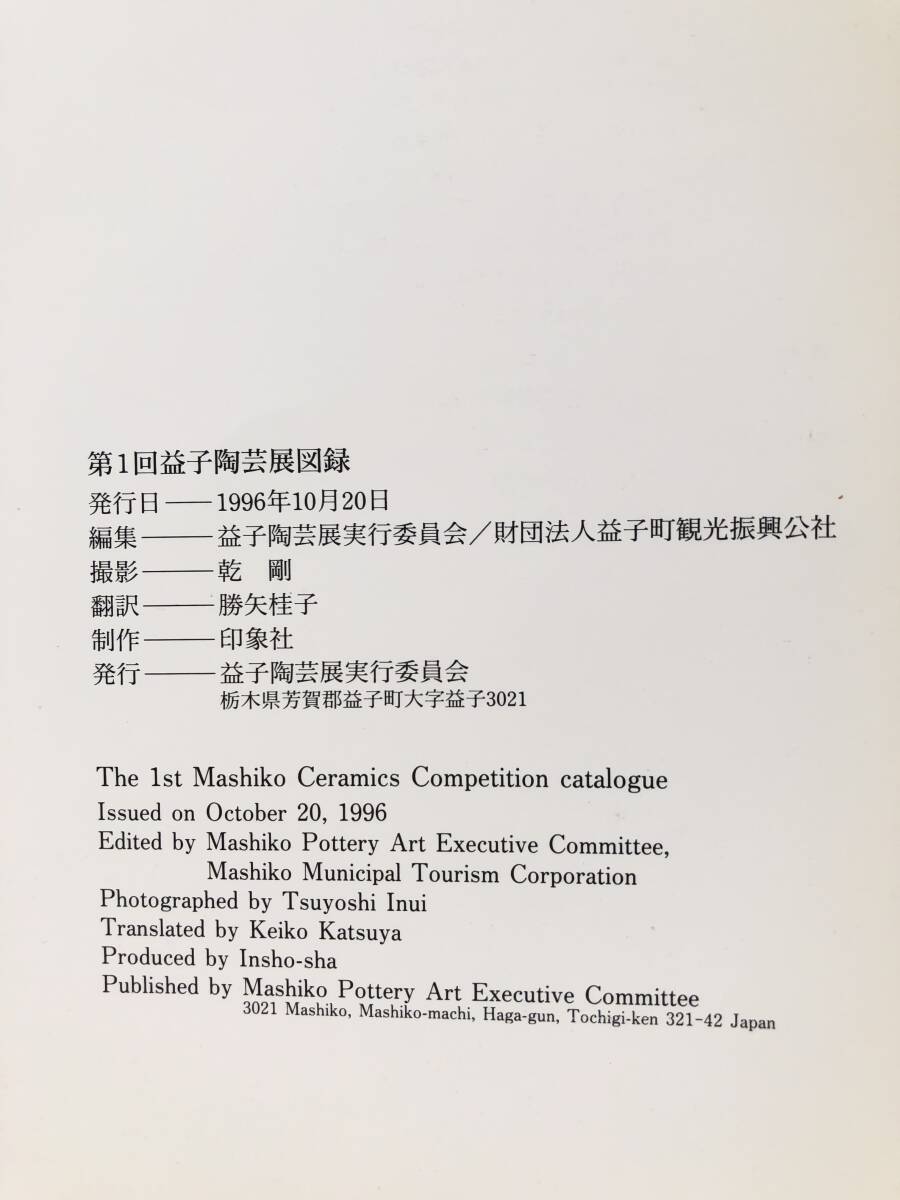 第1回益子陶芸展図録
発行日――1996年10月20日
編集―――益子陶芸展実行委員会／財団法人益子町観光振興公社
撮影―――乾　剛
翻訳―――勝矢桂子
制作―――印象社
発行―――益子陶芸展実行委員会
栃木県芳賀郡益子町大字益子3021
The 1st Mashiko Ceramics Competition catalogue
Issued on October 20, 1996
Edited by Mashiko Pottery Art Executive Committee,
Mashiko Municipal Tourism Corporation
Photographed by Tsuyoshi Inui
Translated by Keiko Katsuya
Produced by Insho-sha
Published by Mashiko Pottery Art Executive Committee
3021 Mashiko, Mashiko-machi, Haga-gun, Tochigi-ken 321-42 Japan